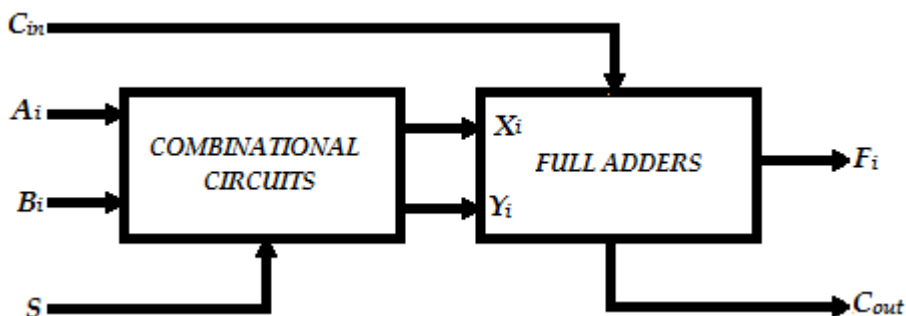 Cin
Ai
Bi
S
COMBINATIONAL
CIRCUITS
Xi
Yi
FULL ADDERS
Fi
Cout